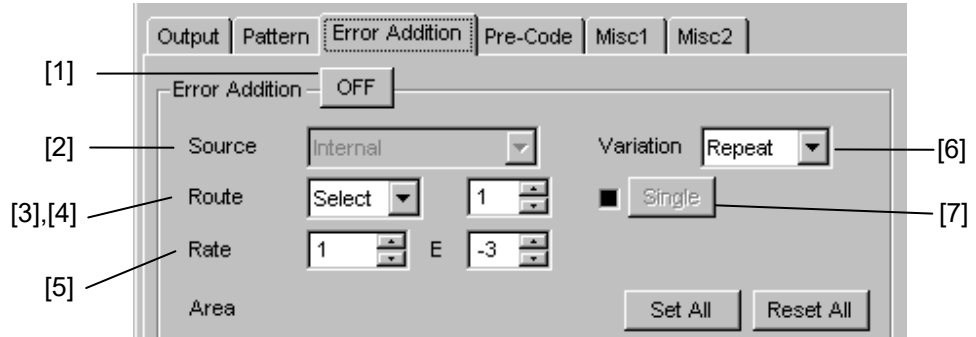 Output Pattern Error Addition Pre-Code Misc1 Misc2
[1]
Error Addition OFF
[2] Source Internal Variation Repeat [6]
[3],[4] Route Select 1 Single [7]
[5] Rate 1 E -3
Area Set All Reset All